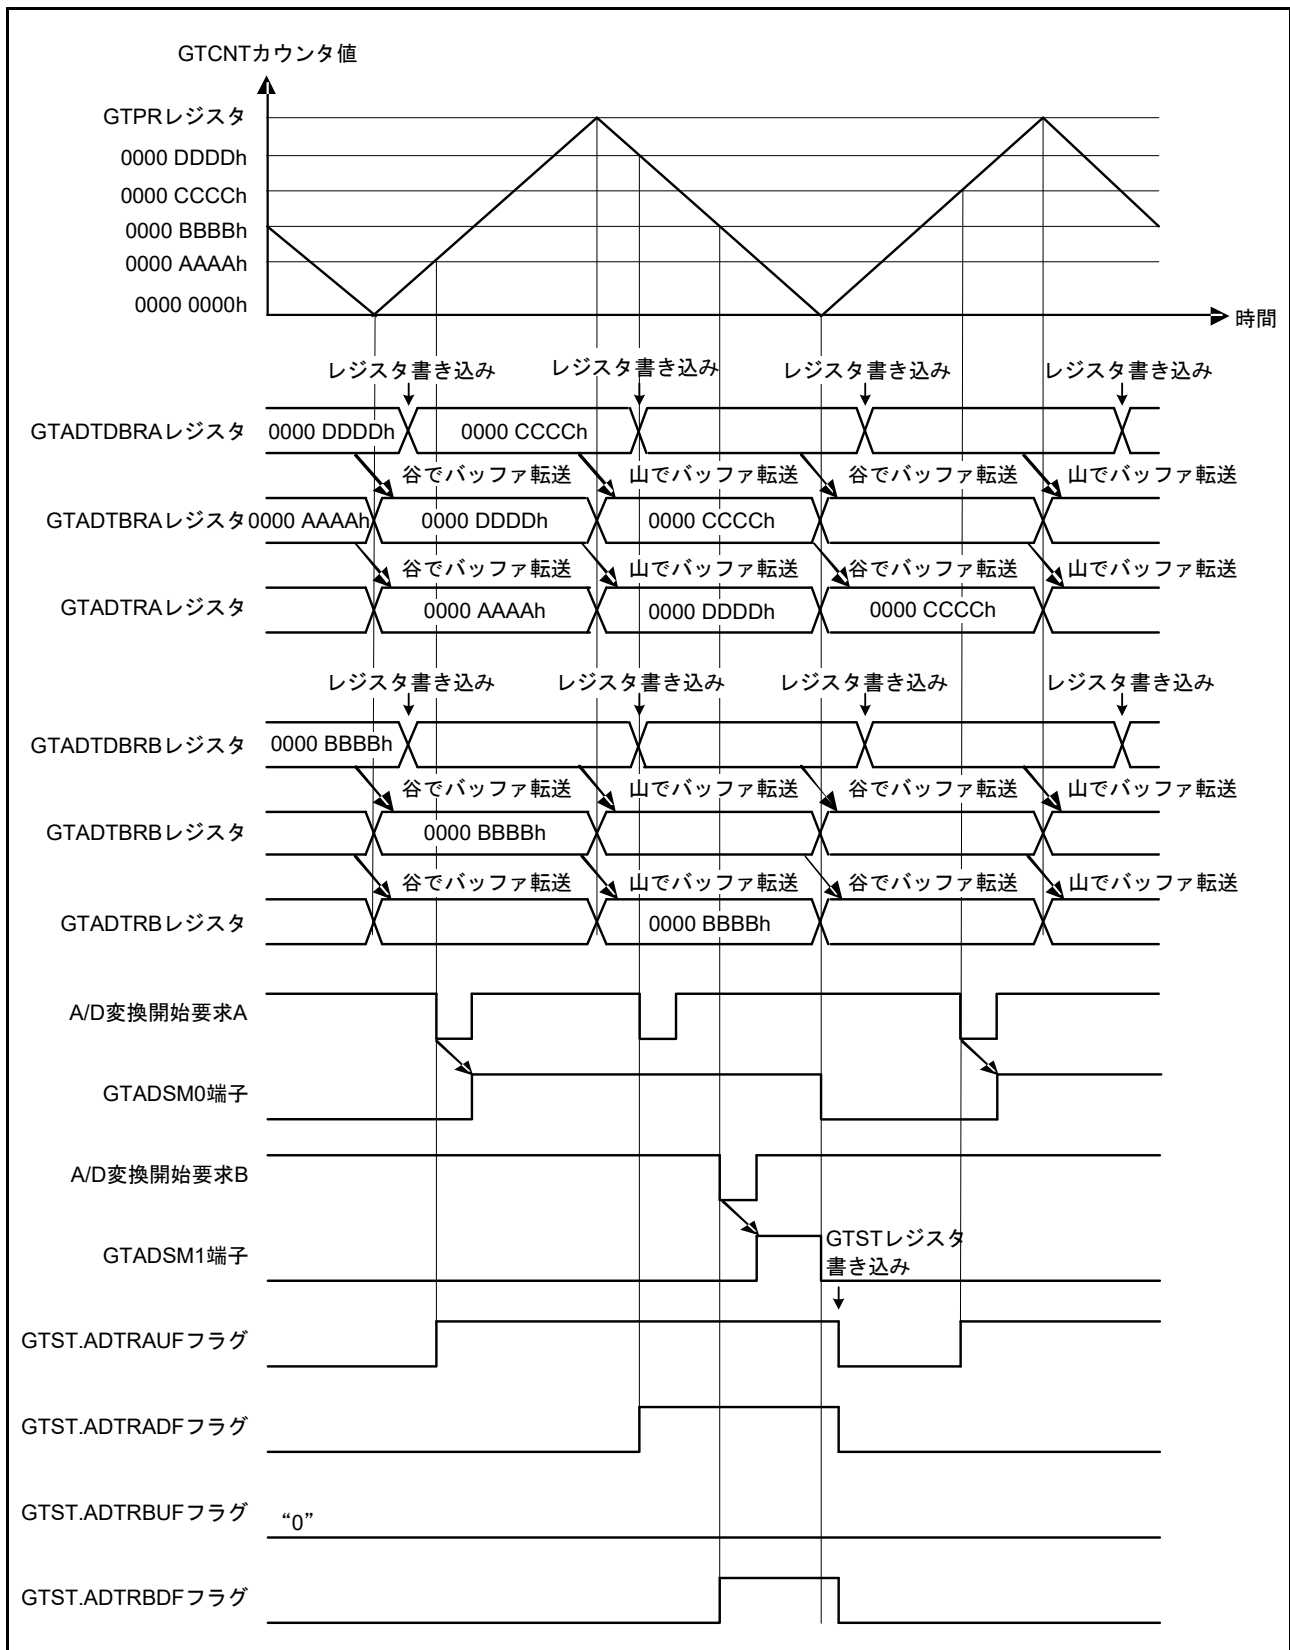 GTCNTカウンタ値
GTPRレジスタ
0000 DDDDh
0000 CCCCh
0000 BBBBh
0000 AAAAh
0000 0000h
時間
レジスタ書き込み レジスタ書き込み レジスタ書き込み レジスタ書き込み
GTADTDBRAレジスタ 0000 DDDDh 0000 CCCCh
谷でバッファ転送 山でバッファ転送 谷でバッファ転送 山でバッファ転送
GTADTBRAレジスタ 0000 AAAAh 0000 DDDDh 0000 CCCCh
谷でバッファ転送 山でバッファ転送 谷でバッファ転送 山でバッファ転送
GTADTRAレジスタ 0000 AAAAh 0000 DDDDh 0000 CCCCh
レジスタ書き込み レジスタ書き込み レジスタ書き込み レジスタ書き込み
GTADTDBRBレジスタ 0000 BBBBh
谷でバッファ転送 山でバッファ転送 谷でバッファ転送 山でバッファ転送
GTADTBRBレジスタ 0000 BBBBh
谷でバッファ転送 山でバッファ転送 谷でバッファ転送 山でバッファ転送
GTADTRBレジスタ 0000 BBBBh
A/D変換開始要求A
GTADSM0端子
A/D変換開始要求B
GTADSM1端子
GTSTレジスタ
書き込み
GTST.ADTRAUFフラグ
GTST.ADTRADFフラグ
GTST.ADTRBUFフラグ “0”
GTST.ADTRBDFフラグ